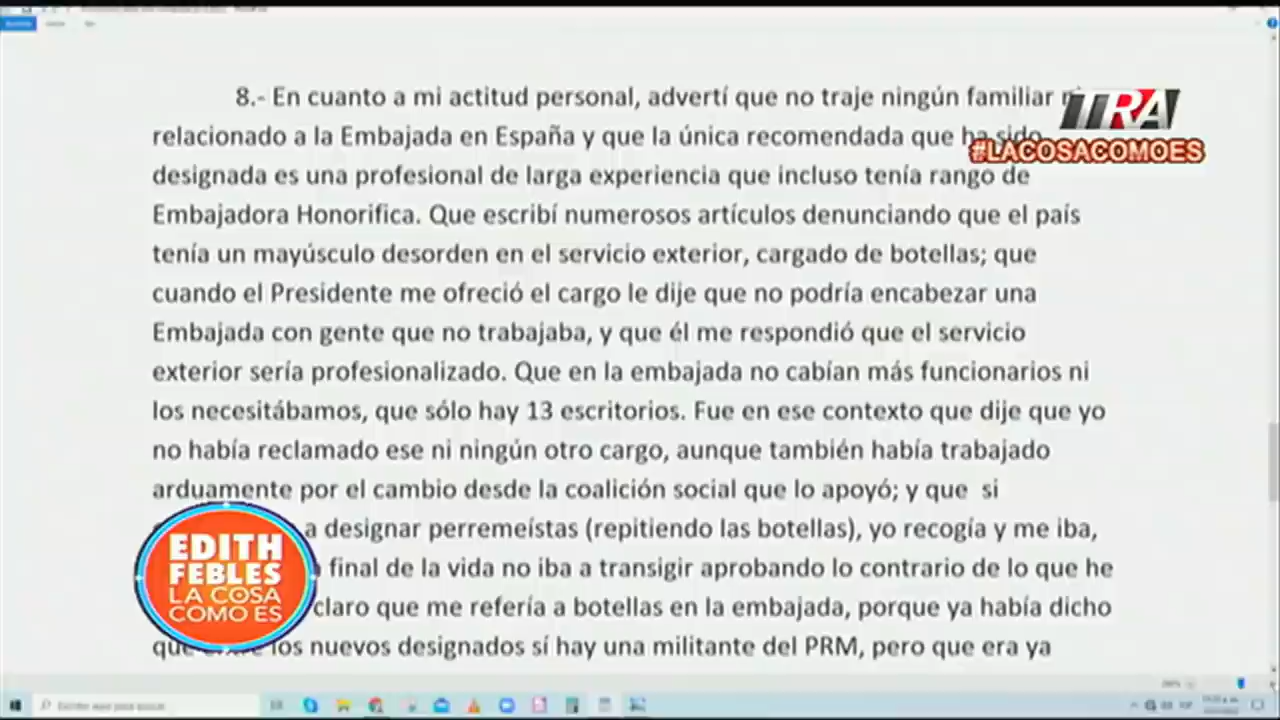 8.- En cuanto a mi actitud personal, advertí que no traje ningún familiar
TRA
relacionado a la Embajada en España y que la única recomendada que ha sido
#LACOSACOMOES
designada es una profesional de larga experiencia que incluso tenía rango de
Embajadora Honorifica. Que escribí numerosos artículos denunciando que el país
tenía un mayúsculo desorden en el servicio exterior, cargado de botellas; que
cuando el Presidente me ofreció el cargo le dije que no podría encabezar una
Embajada con gente que no trabajaba, y que él me respondió que el servicio
exterior sería profesionalizado. Que en la embajada no cabían más funcionarios ni
los necesitábamos, que sólo hay 13 escritorios. Fue en ese contexto que dije que yo
no había reclamado ese ni ningún otro cargo, aunque también había trabajado
arduamente por el cambio desde la coalición social que lo apoyó; y que si
a designar perremeístas (repitiendo las botellas), yo recogía y me iba,
final de la vida no iba a transigir aprobando lo contrario de lo que he
claro que me refería a botellas en la embajada, porque ya había dicho
que los nuevos designados sí hay una militante del PRM, pero que era ya
EDITH
FEBLES
LA COSA
COMO ES